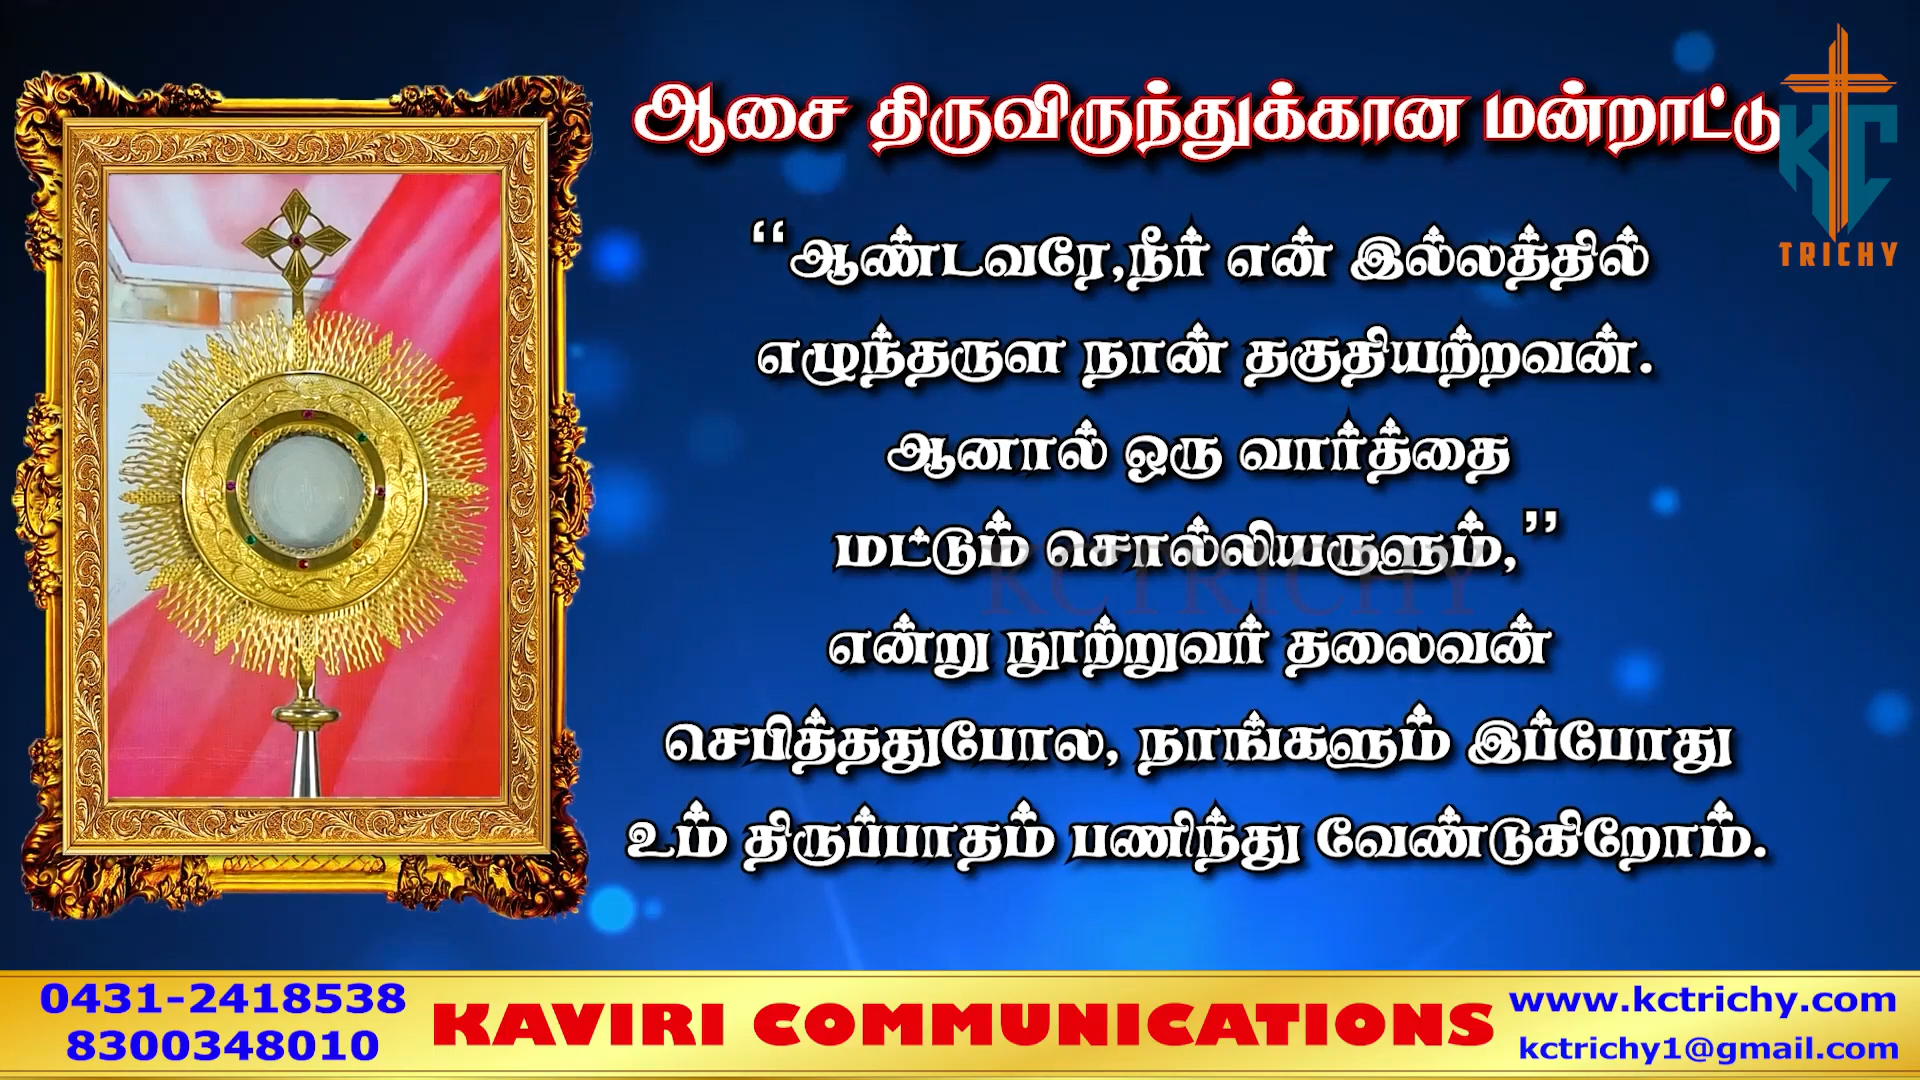 ஆசை திருவிருந்துக்கான மன்றாட்டு
KC
TRICHY
“ஆண்டவரே,நீர் என் இல்லத்தில்
எழுந்தருள நான் தகுதியற்றவன்.
ஆனால் ஒரு வார்த்தை
மட்டும் சொல்லியருளும்,”
KCTRICHY
என்று நூற்றுவர் தலைவன்
செபித்ததுபோல, நாங்களும் இப்போது
உம் திருப்பாதம் பணிந்து வேண்டுகிறோம்.
0431-2418538
8300348010
KAVIRI COMMUNICATIONS
www.kctrichy.com
kctrichy1@gmail.com